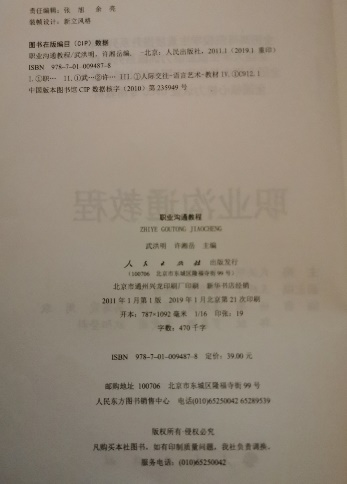 责任编辑：张 旭 余 亮
装帧设计：新立风格
图书在版编目（CIP）数据
职业沟通教程/武洪明，许湘岳编. —北京：人民出版社，2011.1（2019.1 重印）
ISBN 978-7-01-009487-8
Ⅰ.①职… Ⅱ.①武…②许… Ⅲ.①人际交往-语言艺术-教材 Ⅳ.①C912.1
中国版本图书馆 CIP 数据核字（2010）第 235949 号
职业沟通教程
职业沟通教程
ZHIYE GOUTONG JIAOCHENG
武洪明 许湘岳 主编
人民出版社 出版发行
（100706 北京市东城区隆福寺街 99 号）
北京市通州兴龙印刷厂印刷 新华书店经销
2011 年 1 月第 1 版 2019 年 1 月北京第 21 次印刷
开本：787×1092 毫米 1/16 印张：19
字数：470 千字
ISBN 978-7-01-009487-8 定价：39.00 元
邮购地址 100706 北京市东城区隆福寺街 99 号
人民东方图书销售中心 电话(010)65250042 65289539
版权所有·侵权必究
凡购买本社图书，如有印制质量问题，我社负责调换。
服务电话：(010)65250042